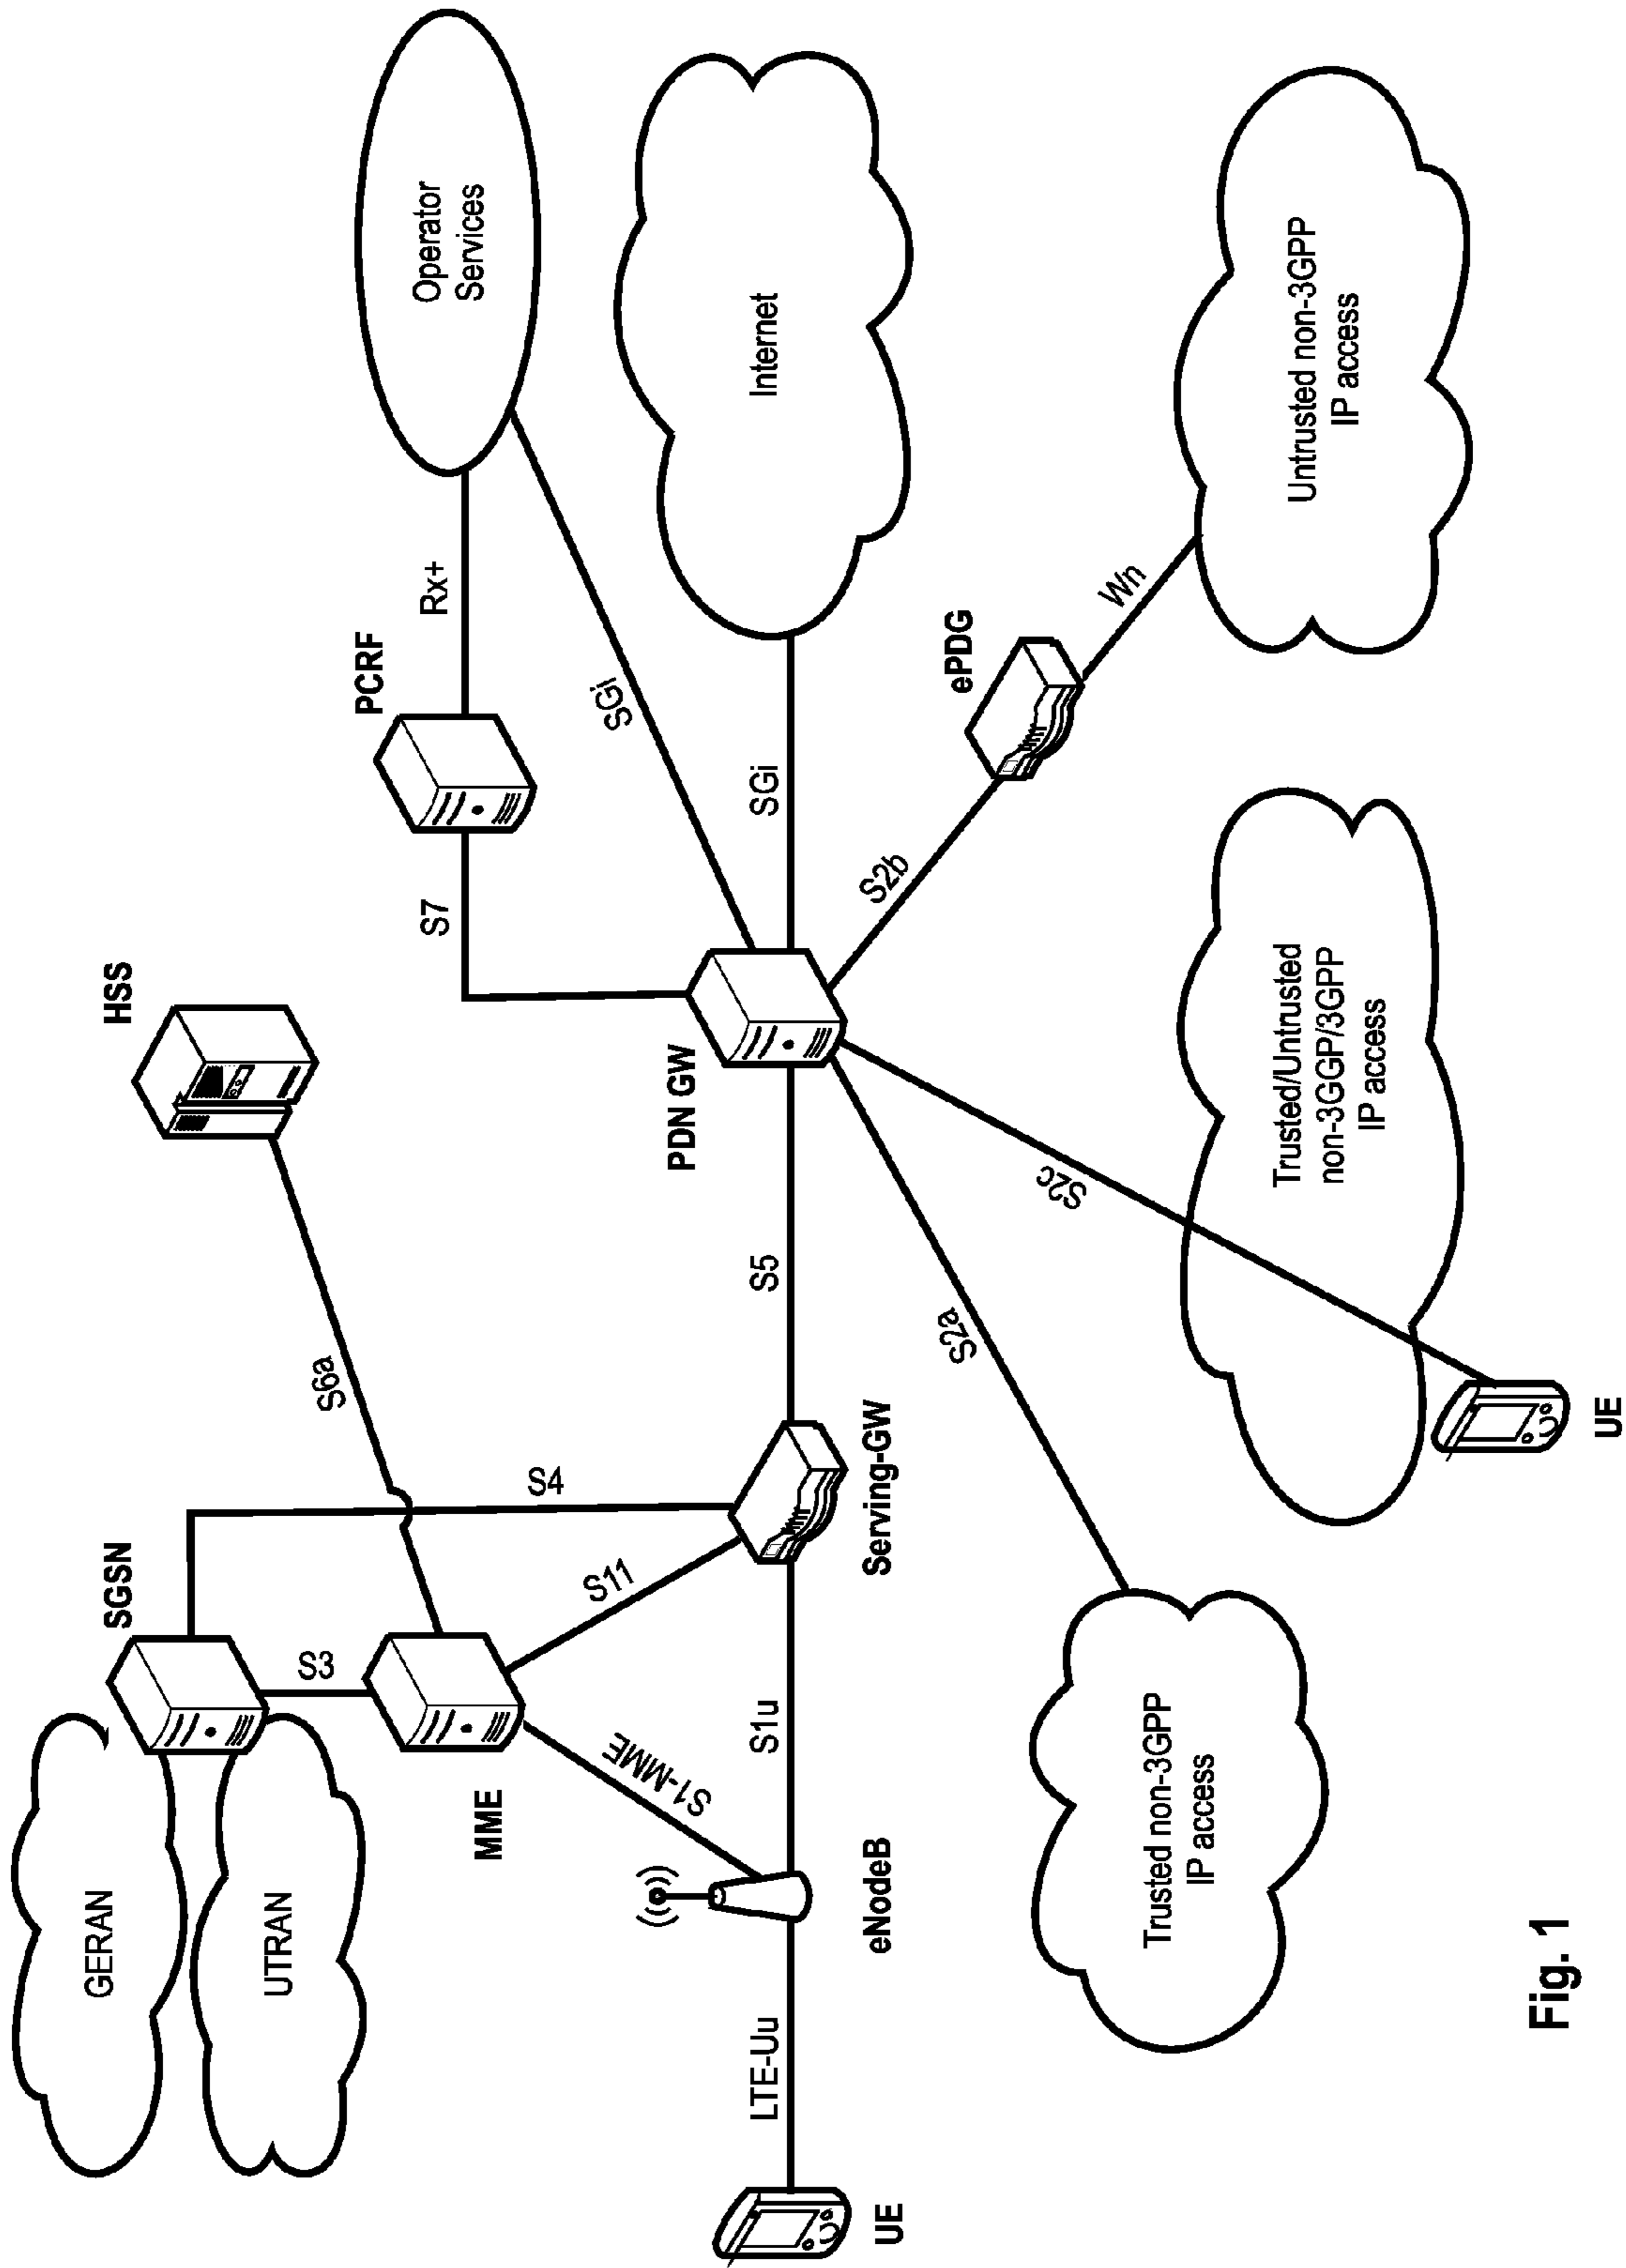 GERAN
UTRAN
SGSN
HSS
S3
S6a
MME
S4
S11
S1-MME
S7
PCRF
Rx+
Operator
Services
SGi
UE
LTE-Uu
eNodeB
S1u
Serving-GW
S5
PDN GW
SGi
Internet
S2a
S2c
S2b
ePDG
Wn
Trusted non-3GPP
IP access
UE
Trusted/Untrusted
non-3GGP/3GPP
IP access
Untrusted non-3GPP
IP access
Fig. 1